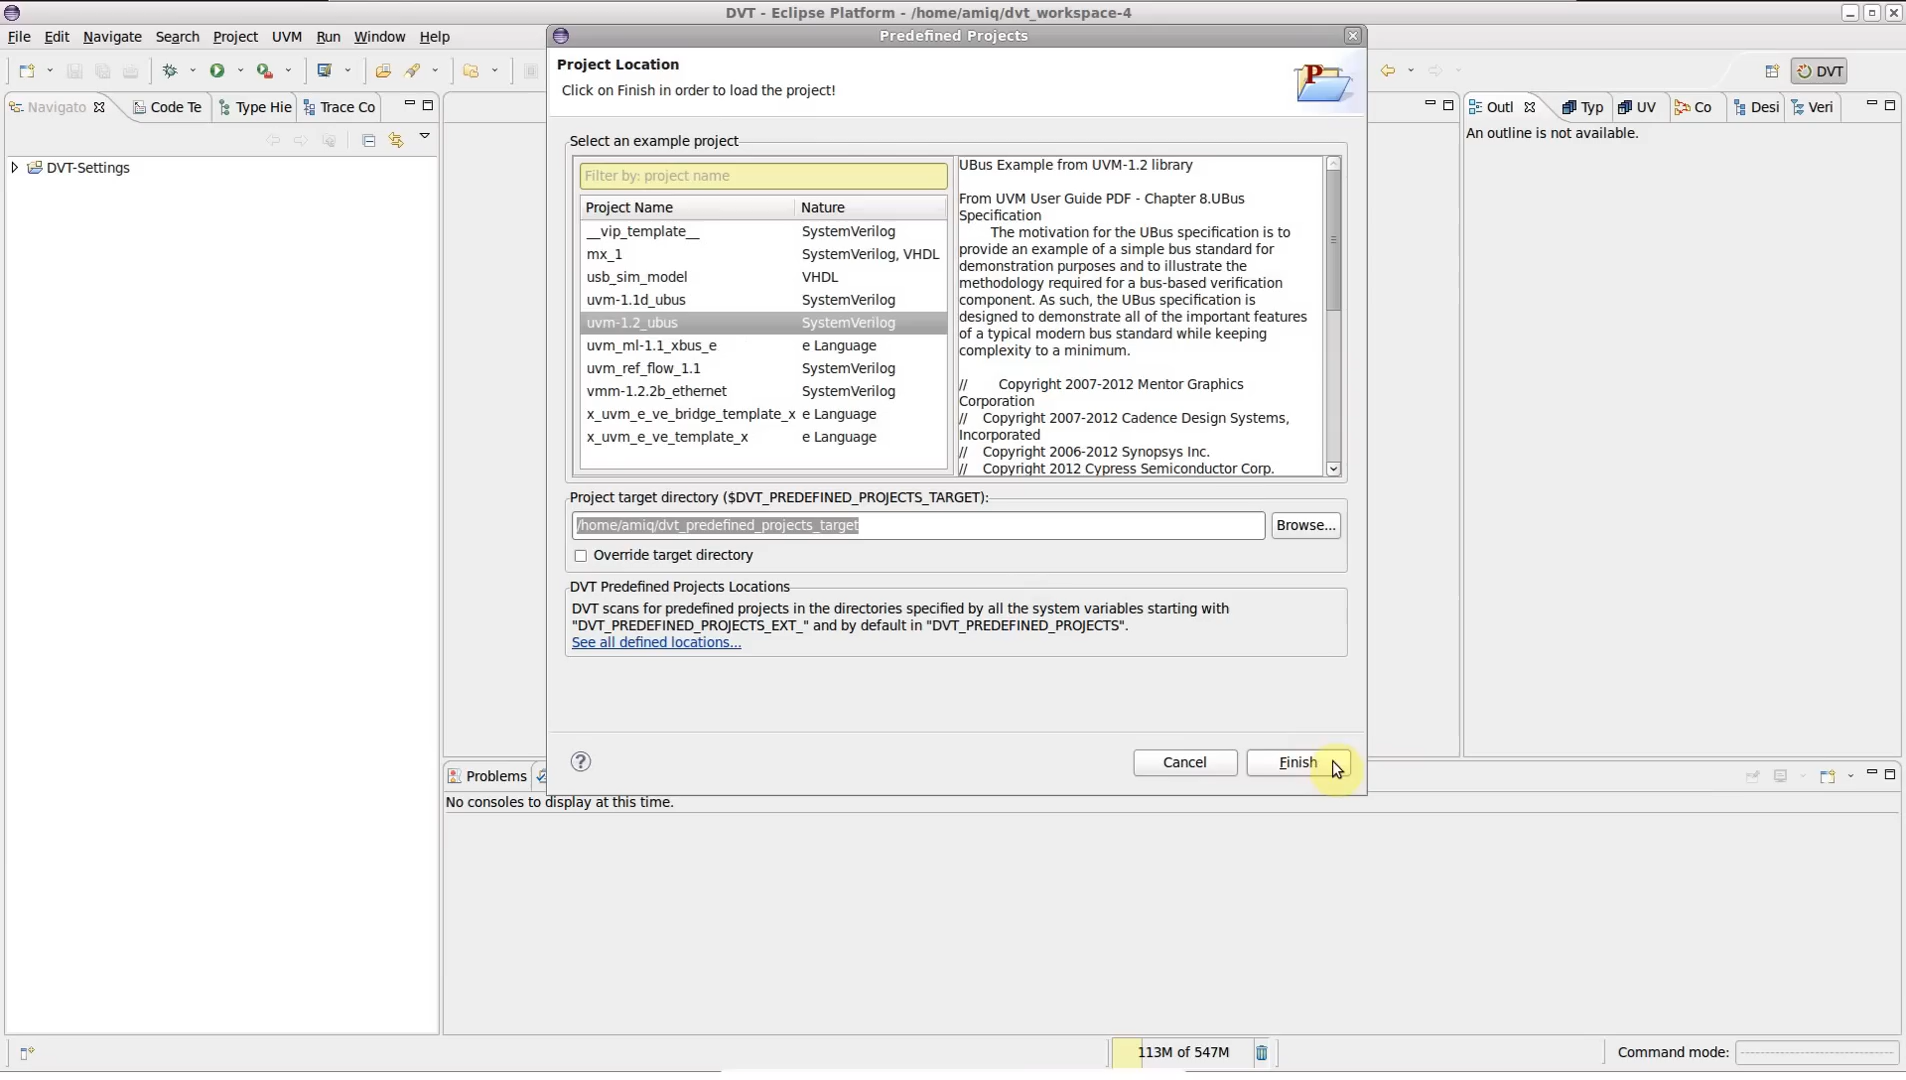 DVT - Eclipse Platform - /home/amiq/dvt_workspace-4
File Edit Navigate Search Project UVM Run Window Help
DVT
Navigato
Code Te
Type Hie
Trace Co
DVT-Settings
Predefined Projects
Project Location
Click on Finish in order to load the project!
P
Select an example project
Filter by: project name
Project Name Nature
__vip_template__ SystemVerilog
mx_1 SystemVerilog, VHDL
usb_sim_model VHDL
uvm-1.1d_ubus SystemVerilog
uvm-1.2_ubus SystemVerilog
uvm_ml-1.1_xbus_e e Language
uvm_ref_flow_1.1 SystemVerilog
vmm-1.2.2b_ethernet SystemVerilog
x_uvm_e_ve_bridge_template_x e Language
x_uvm_e_ve_template_x e Language
UBus Example from UVM-1.2 library
From UVM User Guide PDF - Chapter 8.UBus
Specification
The motivation for the UBus specification is to
provide an example of a simple bus standard for
demonstration purposes and to illustrate the
methodology required for a bus-based verification
component. As such, the UBus specification is
designed to demonstrate all of the important features
of a typical modern bus standard while keeping
complexity to a minimum.
// Copyright 2007-2012 Mentor Graphics
Corporation
// Copyright 2007-2012 Cadence Design Systems,
Incorporated
// Copyright 2006-2012 Synopsys Inc.
// Copyright 2012 Cypress Semiconductor Corp.
Project target directory ($DVT_PREDEFINED_PROJECTS_TARGET):
/home/amiq/dvt_predefined_projects_target
Browse...
Override target directory
DVT Predefined Projects Locations
DVT scans for predefined projects in the directories specified by all the system variables starting with
"DVT_PREDEFINED_PROJECTS_EXT_" and by default in "DVT_PREDEFINED_PROJECTS".
See all defined locations...
?
Cancel
Finish
Outl
Typ
UV
Co
Desi
Veri
An outline is not available.
Problems
No consoles to display at this time.
113M of 547M
Command mode: